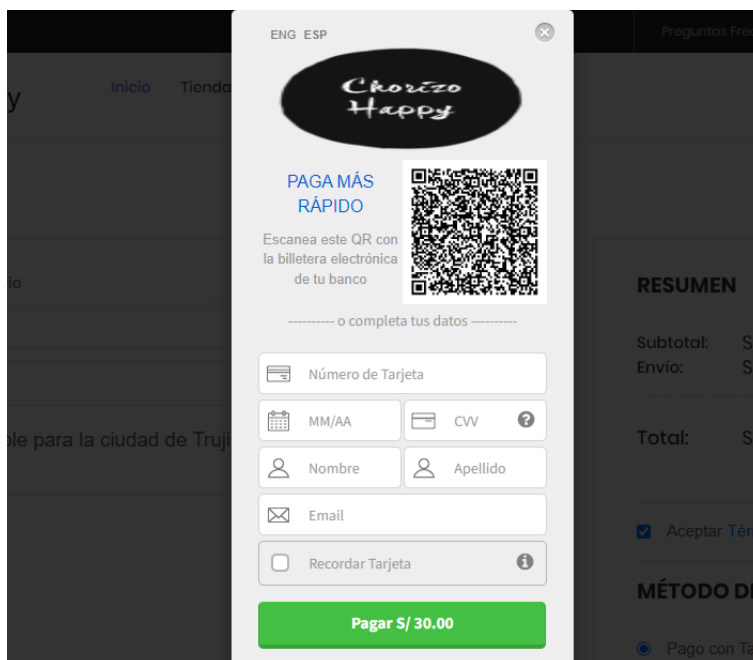 Preguntas
ENG ESP
Inicio Tienda
y
Chorizo
Happy
PAGA MÁS
RÁPIDO
Escanea este QR con
la billetera electrónica
de tu banco
---------- o completa tus datos ----------
Número de Tarjeta
MM/AA
CVV
Nombre
Apellido
Email
Recordar Tarjeta
Pagar S/ 30.00
ío
ble para la ciudad de Truji
RESUMEN
Subtotal: S
Envío: S
Total: S
Aceptar Tér
MÉTODO D
Pago con Ta